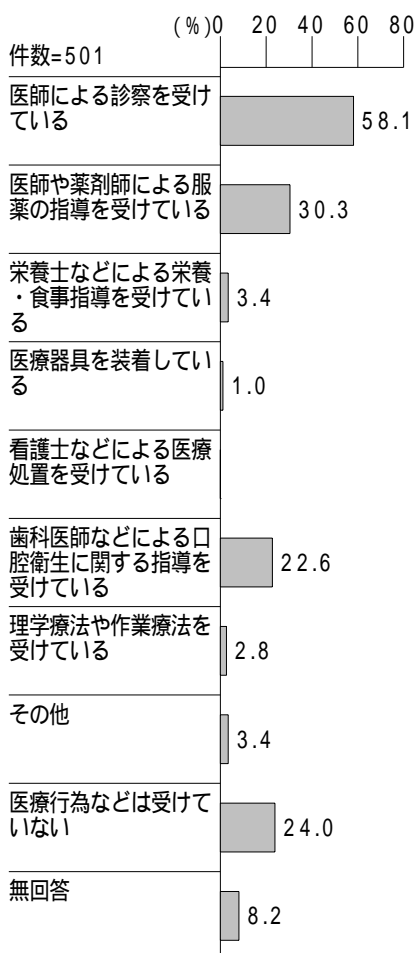 (%)0 20 40 60 80
件数=501
医師による診察を受け
ている
58.1
医師や薬剤師による服
薬の指導を受けている
30.3
栄養士などによる栄養
・食事指導を受けてい
る
3.4
医療器具を装着してい
る
1.0
看護士などによる医療
処置を受けている
歯科医師などによる口
腔衛生に関する指導を
受けている
22.6
理学療法や作業療法を
受けている
2.8
その他
3.4
医療行為などは受けて
いない
24.0
無回答
8.2